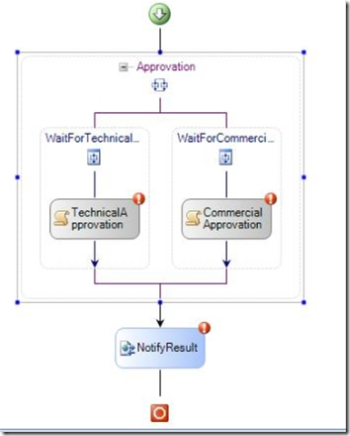 Approvation
WaitForTechnical...
WaitForCommerci...
TechnicalA
pprovation
Commercial
Approvation
NotifyResult